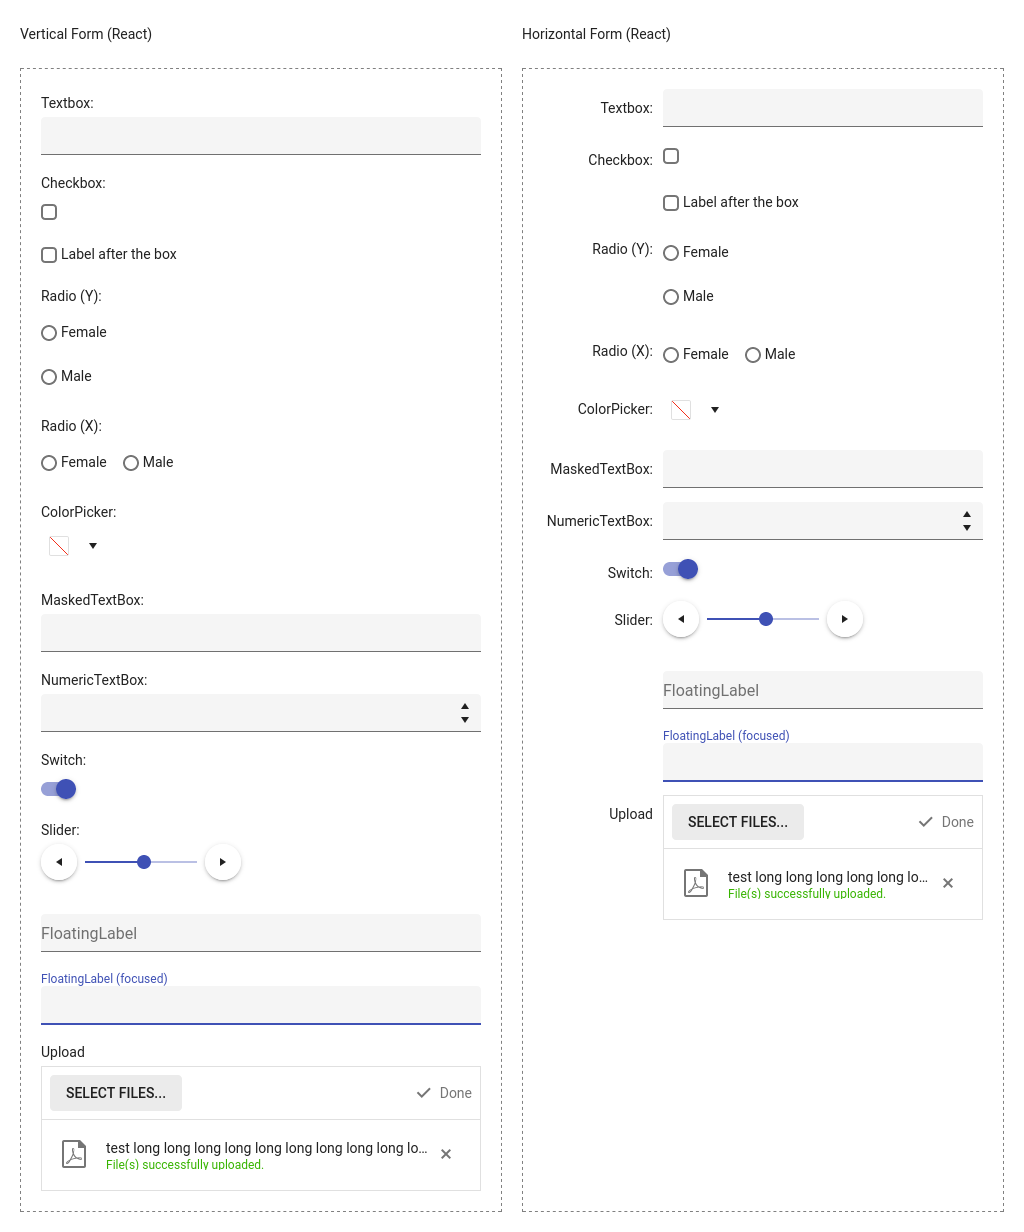 Vertical Form (React)
Textbox:
Checkbox:
Label after the box
Radio (Y):
Female
Male
Radio (X):
Female Male
ColorPicker:
MaskedTextBox:
NumericTextBox:
Switch:
Slider:
FloatingLabel
FloatingLabel (focused)
Upload
SELECT FILES... Done
test long long long long long long long long long lo...
File(s) successfully uploaded.
Horizontal Form (React)
Textbox:
Checkbox:
Label after the box
Radio (Y): Female
Male
Radio (X): Female Male
ColorPicker:
MaskedTextBox:
NumericTextBox:
Switch:
Slider:
FloatingLabel
FloatingLabel (focused)
Upload SELECT FILES... Done
test long long long long long lo...
File(s) successfully uploaded.